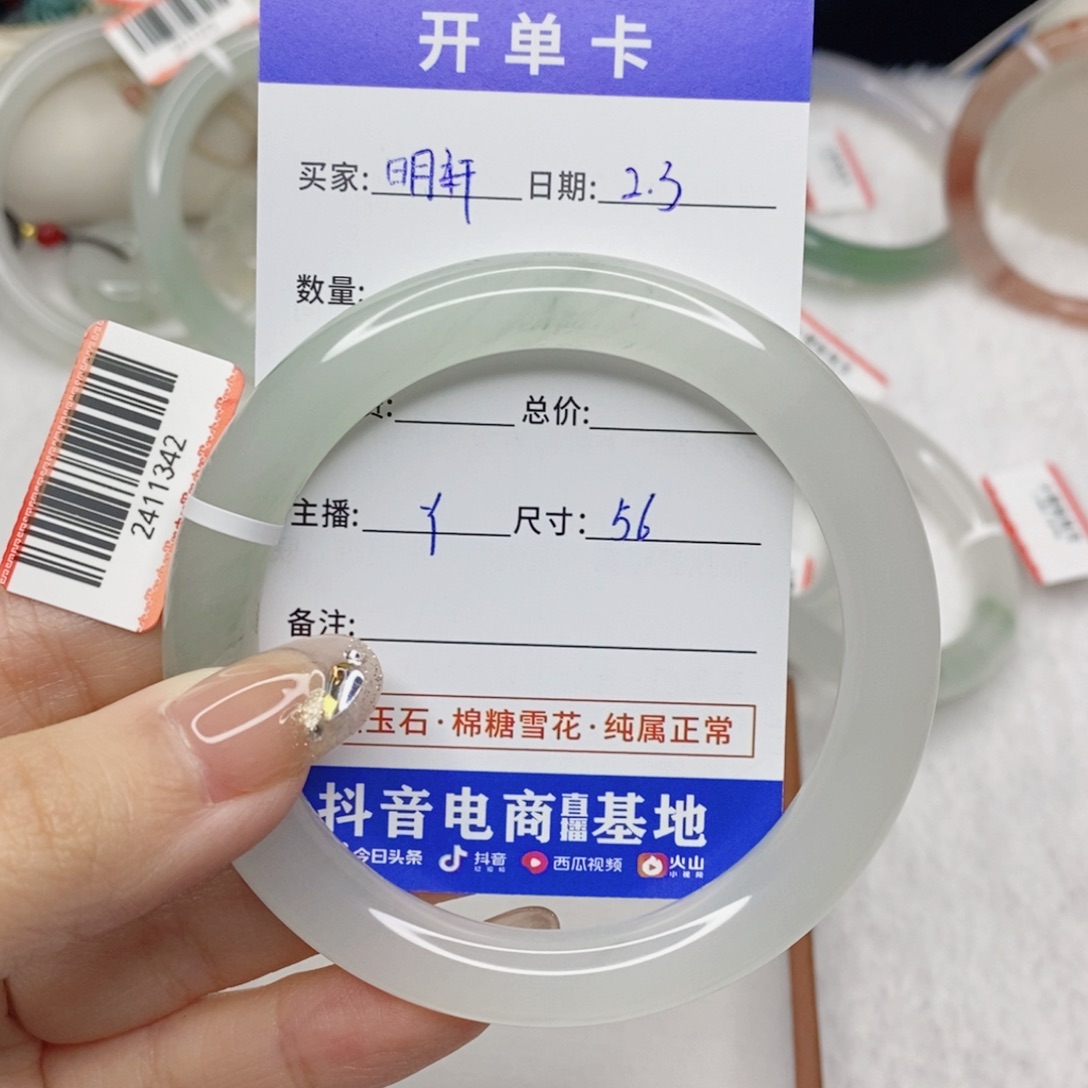 开单卡
买家: 明轩 日期: 2.3
数量:
总价:
2411342
主播: 尺寸: 56
备注:
玉石·棉糖雪花·纯属正常
抖音电商直播基地
今日头条 抖音 西瓜视频 火山